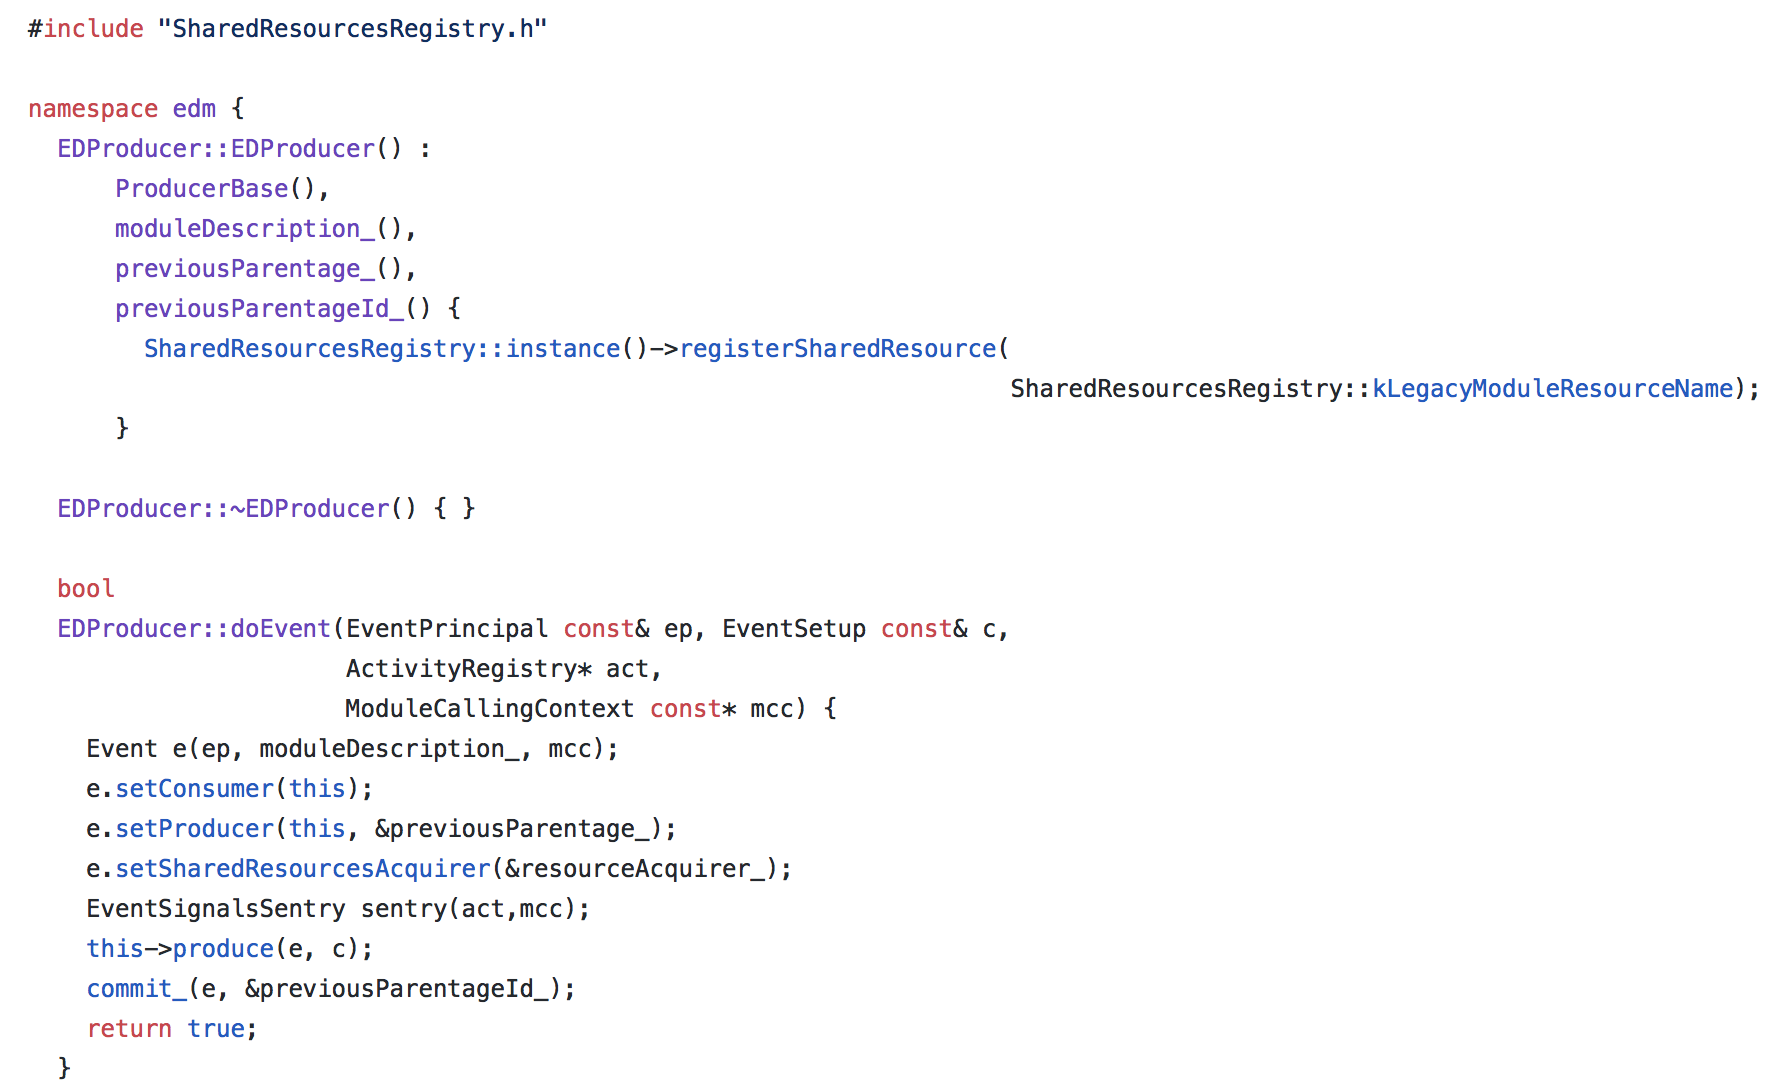 #include "SharedResourcesRegistry.h"

namespace edm {
  EDProducer::EDProducer() :
      ProducerBase(),
      moduleDescription_(),
      previousParentage_(),
      previousParentageId_() {
        SharedResourcesRegistry::instance()->registerSharedResource(
                                                                    SharedResourcesRegistry::kLegacyModuleResourceName);
      }

  EDProducer::~EDProducer() { }

  bool
  EDProducer::doEvent(EventPrincipal const& ep, EventSetup const& c,
                      ActivityRegistry* act,
                      ModuleCallingContext const* mcc) {
    Event e(ep, moduleDescription_, mcc);
    e.setConsumer(this);
    e.setProducer(this, &previousParentage_);
    e.setSharedResourcesAcquirer(&resourceAcquirer_);
    EventSignalsSentry sentry(act,mcc);
    this->produce(e, c);
    commit_(e, &previousParentageId_);
    return true;
  }